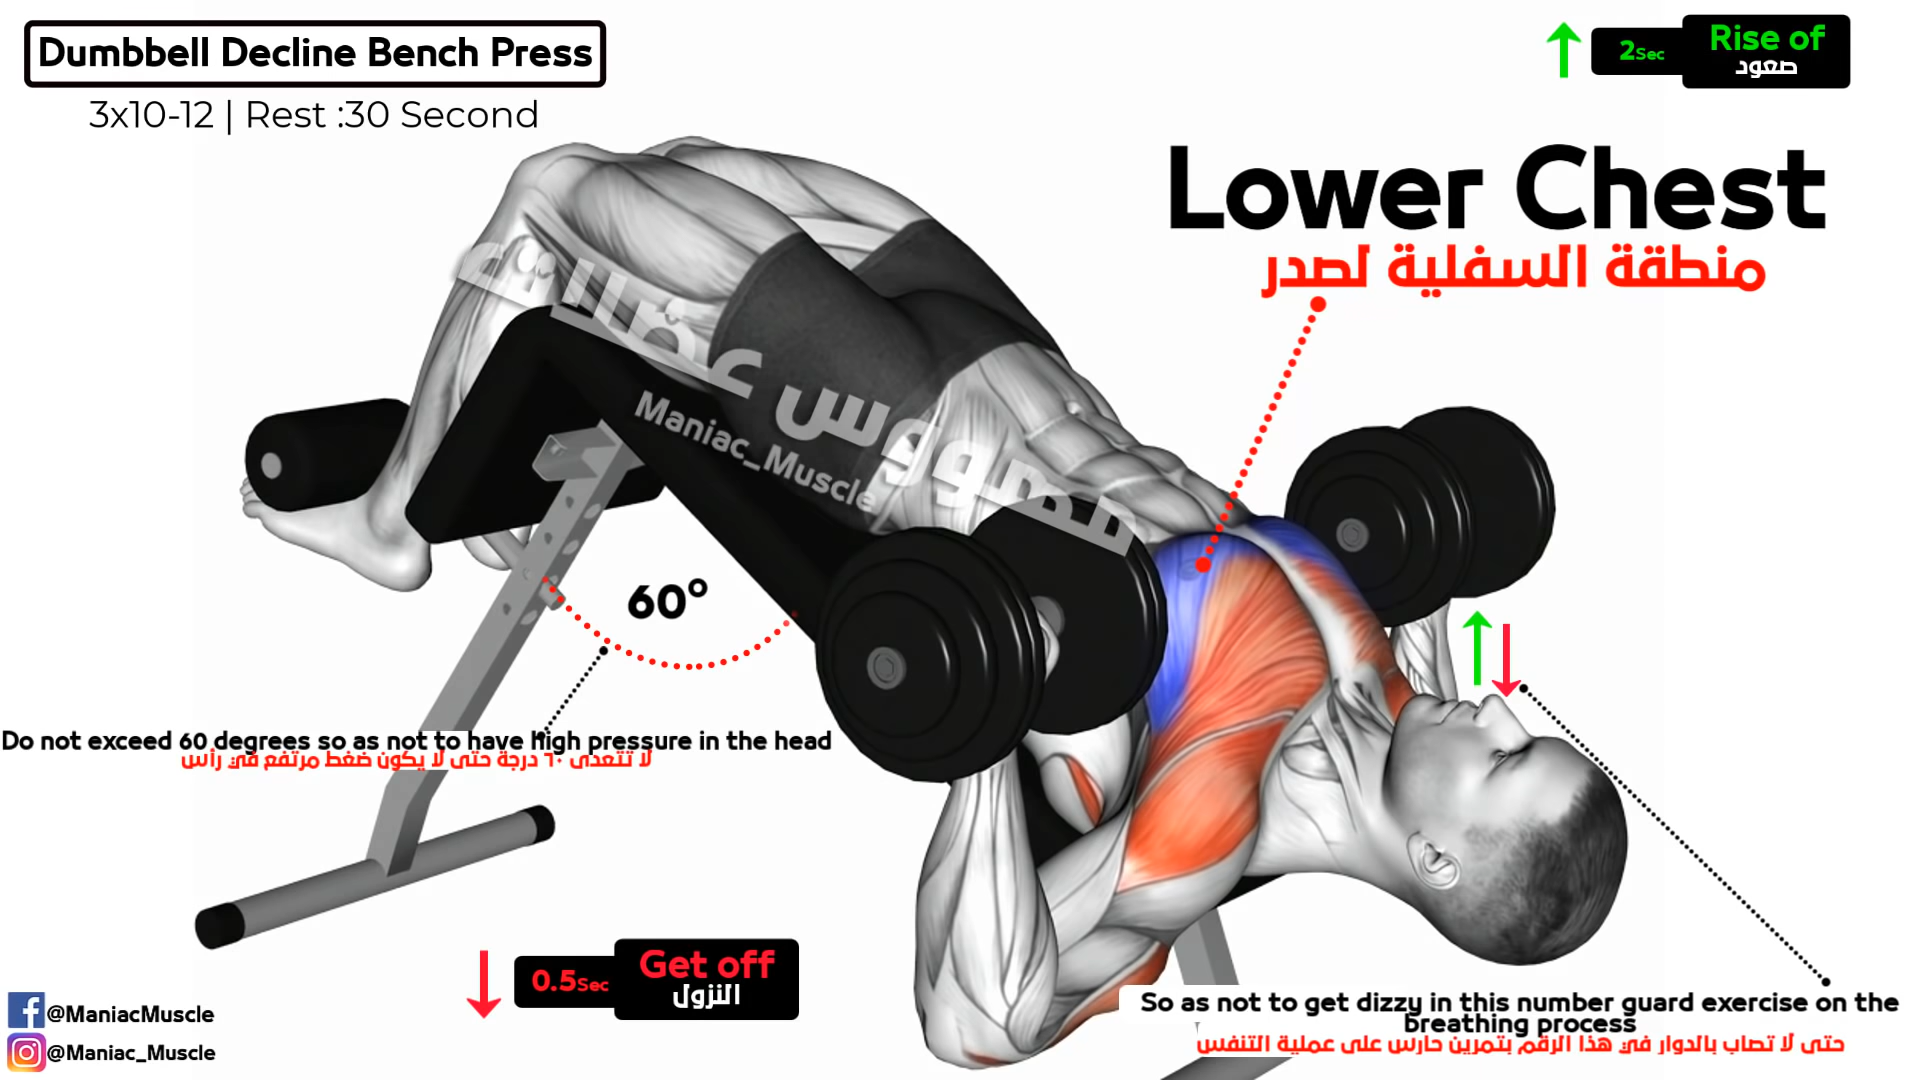 Dumbbell Decline Bench Press
3x10-12 | Rest :30 Second
2Sec
Rise of
صعود
Lower Chest
منطقة السفلية لصدر
مهووس عضلات
Maniac_Muscle
60°
Do not exceed 60 degrees so as not to have high pressure in the head
لا تتعدى ٦٠ درجة حتى لا يكون ضغط مرتفع في رأس
0.5Sec
Get off
النزول
@ManiacMuscle
@Maniac_Muscle
So as not to get dizzy in this number guard exercise on the
breathing process
حتى لا تصاب بالدوار في هذا الرقم بتمرين حارس على عملية التنفس